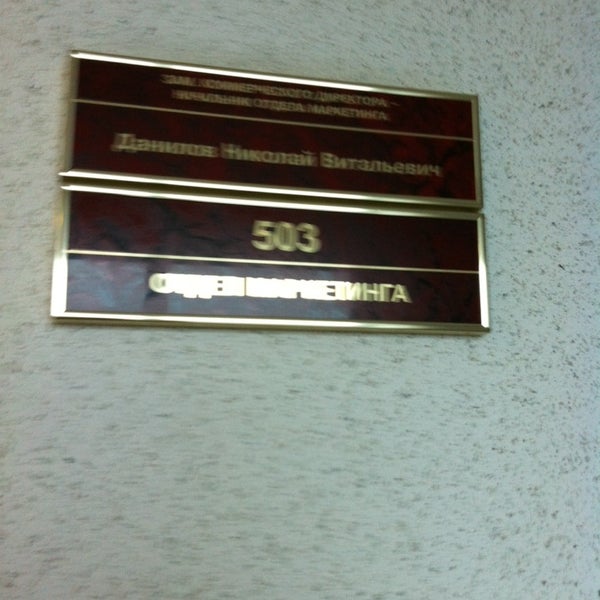 ЗАМ. КОММЕРЧЕСКОГО ДИРЕКТОРА –
НАЧАЛЬНИК ОТДЕЛА МАРКЕТИНГА
Данилов Николай Витальевич
503
ОТДЕЛ МАРКЕТИНГА